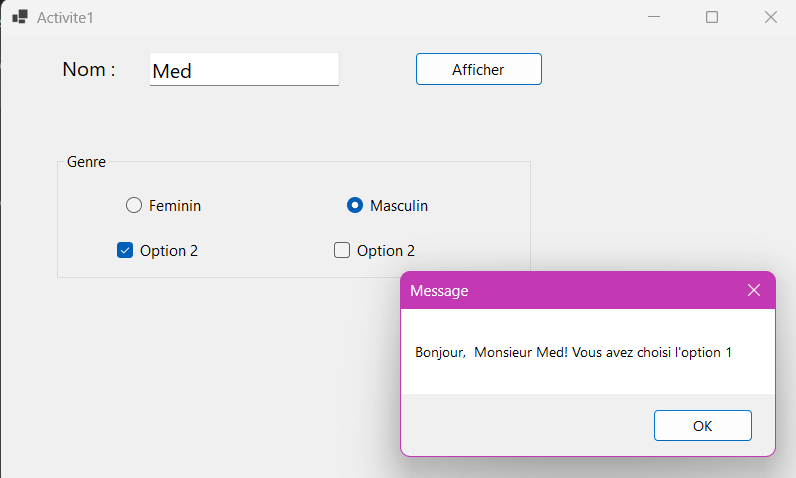 Activite1
Nom : Med Afficher
Genre
Feminin Masculin
Option 2 Option 2
Message
Bonjour,  Monsieur Med! Vous avez choisi l'option 1
OK